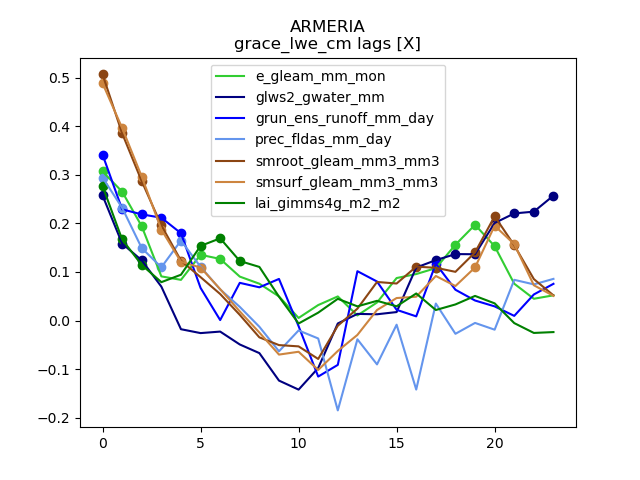 ARMERIA
grace_lwe_cm lags [X]
0.5
0.4
0.3
0.2
0.1
0.0
−0.1
−0.2
e_gleam_mm_mon
glws2_gwater_mm
grun_ens_runoff_mm_day
prec_fldas_mm_day
smroot_gleam_mm3_mm3
smsurf_gleam_mm3_mm3
lai_gimms4g_m2_m2
0 5 10 15 20